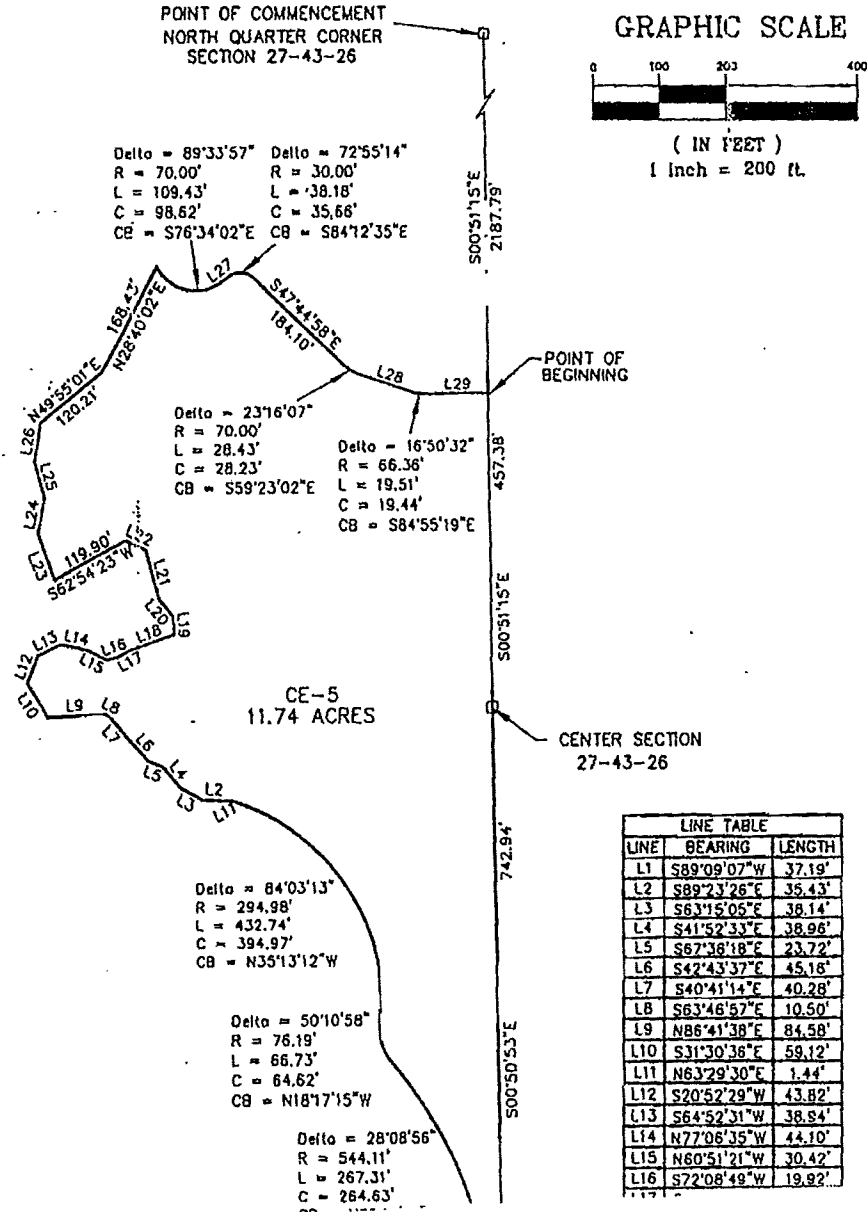 POINT OF COMMENCEMENT
NORTH QUARTER CORNER
SECTION 27-43-26
GRAPHIC SCALE
0 100 203 400
( IN FEET )
1 inch = 200 ft.
S00°51'15"E
2187.79'
Delta = 89°33'57"
R = 70.00'
L = 109.43'
C = 98.62'
CB = S76°34'02"E
Delta = 72°55'14"
R = 30.00'
L = 38.18'
C = 35.66'
CB = S84°12'35"E
L27
168.43'
N28°40'02"E
S47°44'58"E
184.10'
N49°55'01"E
120.21'
L28
L29
POINT OF
BEGINNING
Delta = 23°16'07"
R = 70.00'
L = 28.43'
C = 28.23'
CB = S59°23'02"E
Delta = 16°50'32"
R = 66.36'
L = 19.51'
C = 19.44'
CB = S84°55'19"E
457.38'
L26
L25
L24
L23
119.90'
S62°54'23"W
L21
L20
L19
S00°51'15"E
L13
L14
L15
L16
L17
L18
L12
L10
L9
L8
L7
L6
L5
L4
L3
L2
L11
CE-5
11.74 ACRES
CENTER SECTION
27-43-26
742.94'
S00°50'53"E
Delta = 84°03'13"
R = 294.98'
L = 432.74'
C = 394.97'
CB = N35°13'12"W
Delta = 50°10'58"
R = 76.19'
L = 66.73'
C = 64.62'
CB = N18°17'15"W
Delta = 28°08'56"
R = 544.11'
L = 267.31'
C = 264.63'
LINE TABLE
LINE BEARING LENGTH
L1 S89°09'07"W 37.19'
L2 S89°23'26"E 35.43'
L3 S63°15'05"E 38.14'
L4 S41°52'33"E 38.96'
L5 S67°36'18"E 23.72'
L6 S42°43'37"E 45.16'
L7 S40°41'14"E 40.28'
L8 S63°46'57"E 10.50'
L9 N86°41'38"E 84.58'
L10 S31°30'36"E 59.12'
L11 N63°29'30"E 1.44'
L12 S20°52'29"W 43.82'
L13 S64°52'31"W 38.94'
L14 N77°06'35"W 44.10'
L15 N60°51'21"W 30.42'
L16 S72°08'49"W 19.92'